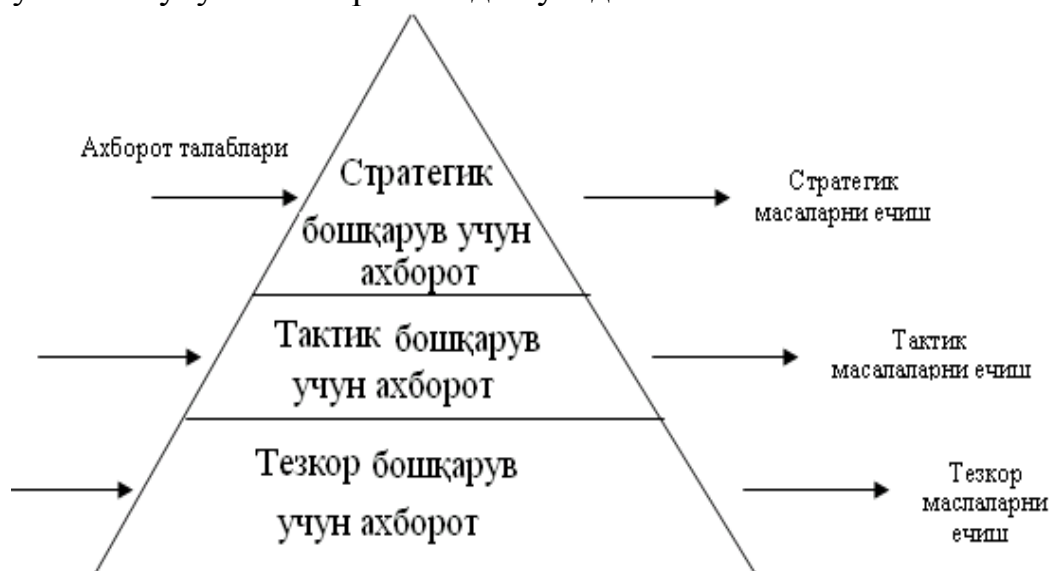 Ахборот талаблари
Стратегик
бошқарув учун
ахборот
Стратегик
масаларни ечиш
Тактик бошқарув
учун ахборот
Тактик
масалаларни ечиш
Тезкор бошқарув
учун ахборот
Тезкор
маслаларни
ечиш